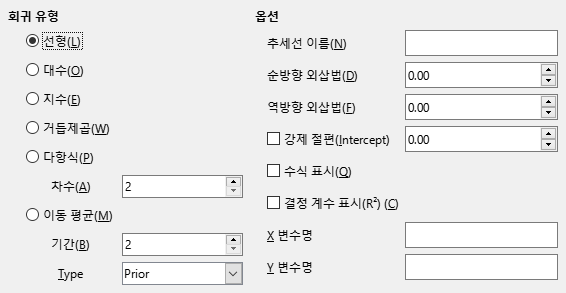 회귀 유형
선형(L)
대수(O)
지수(E)
거듭제곱(W)
다항식(P)
차수(A) 2
이동 평균(M)
기간(B) 2
Type Prior
옵션
추세선 이름(N)
순방향 외삽법(D) 0.00
역방향 외삽법(F) 0.00
강제 절편(Intercept) 0.00
수식 표시(Q)
결정 계수 표시(R²) (C)
X 변수명
Y 변수명